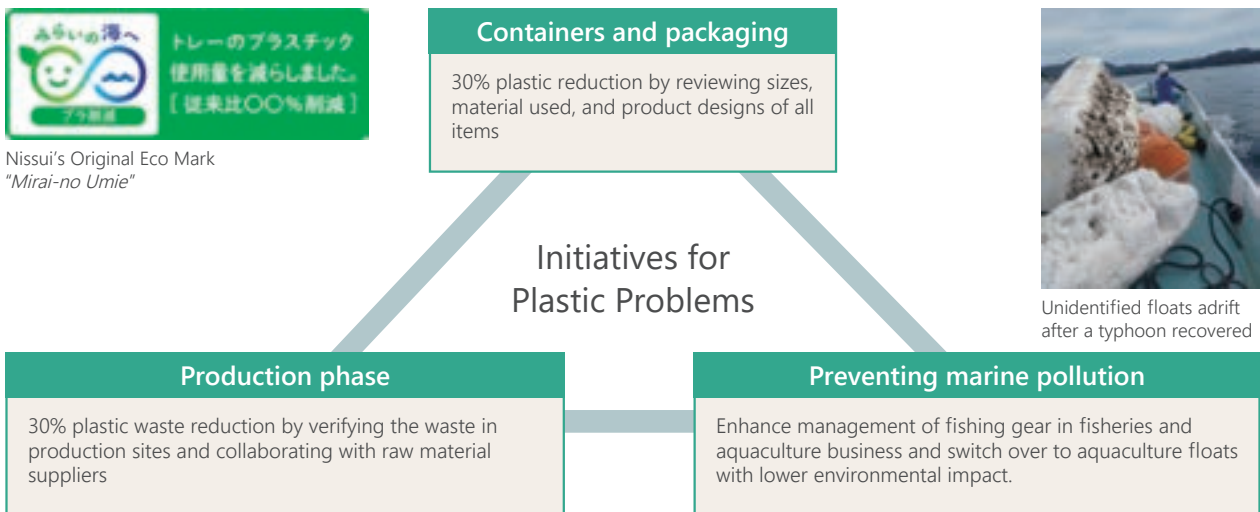 みらいの海へ
プラ削減
トレーのプラスチック
使用量を減らしました。
[ 従来比〇〇%削減 ]
Nissui's Original Eco Mark
"Mirai-no Umie"
Containers and packaging
30% plastic reduction by reviewing sizes,
material used, and product designs of all
items
Unidentified floats adrift
after a typhoon recovered
Initiatives for
Plastic Problems
Production phase
30% plastic waste reduction by verifying the waste in
production sites and collaborating with raw material
suppliers
Preventing marine pollution
Enhance management of fishing gear in fisheries and
aquaculture business and switch over to aquaculture floats
with lower environmental impact.